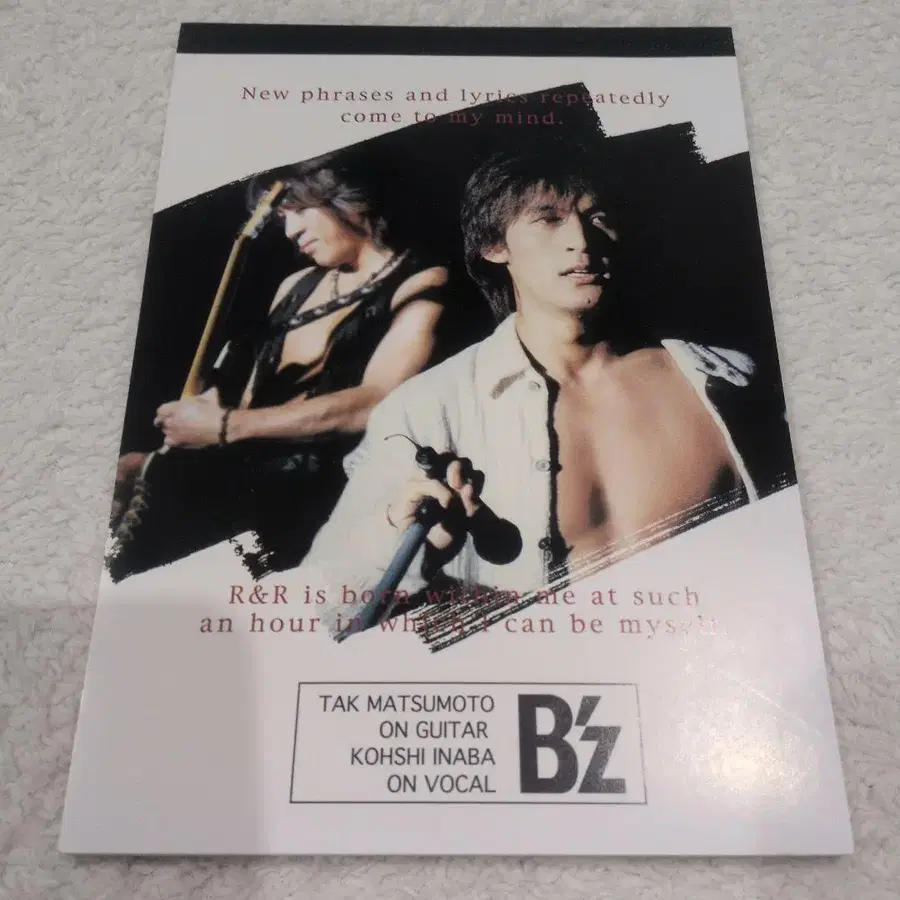 New phrases and lyrics repeatedly
come to my mind.
R&R is born within me at such
an hour in which I can be myself.
TAK MATSUMOTO
ON GUITAR
KOHSHI INABA
ON VOCAL
B'z